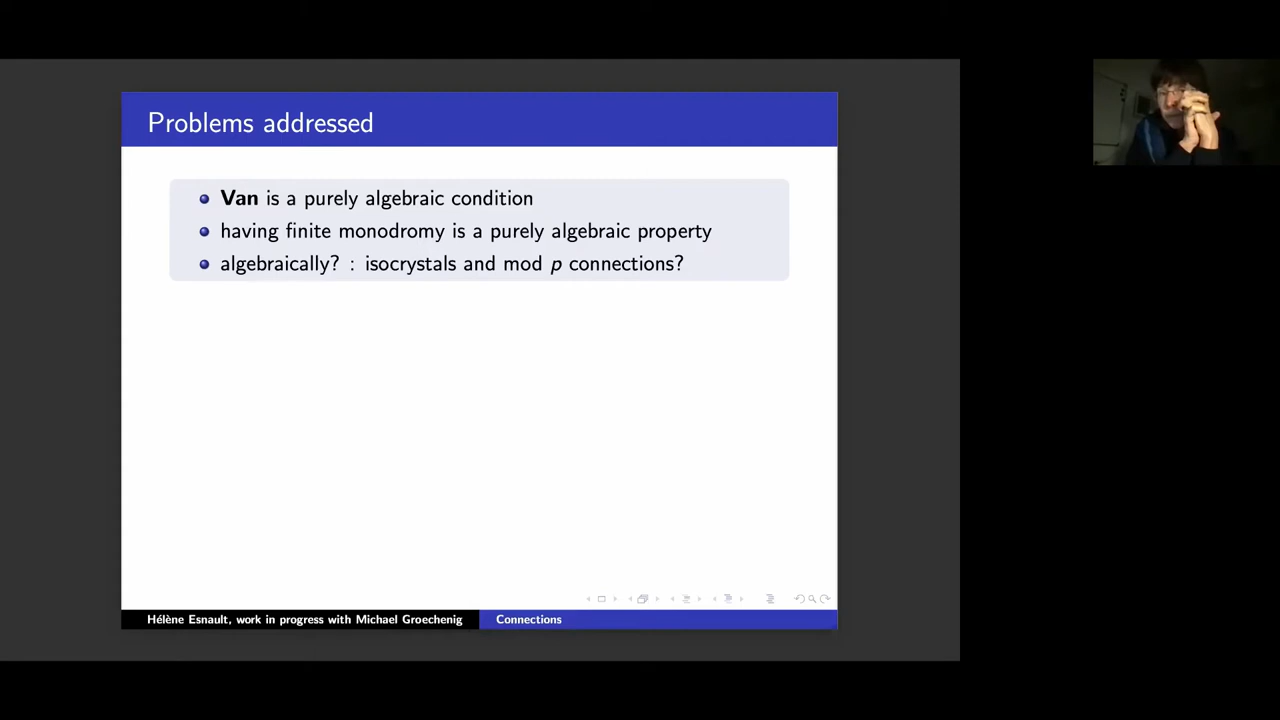 Problems addressed
Van is a purely algebraic condition
having finite monodromy is a purely algebraic property
algebraically? : isocrystals and mod p connections?
Hélène Esnault, work in progress with Michael Groechenig
Connections